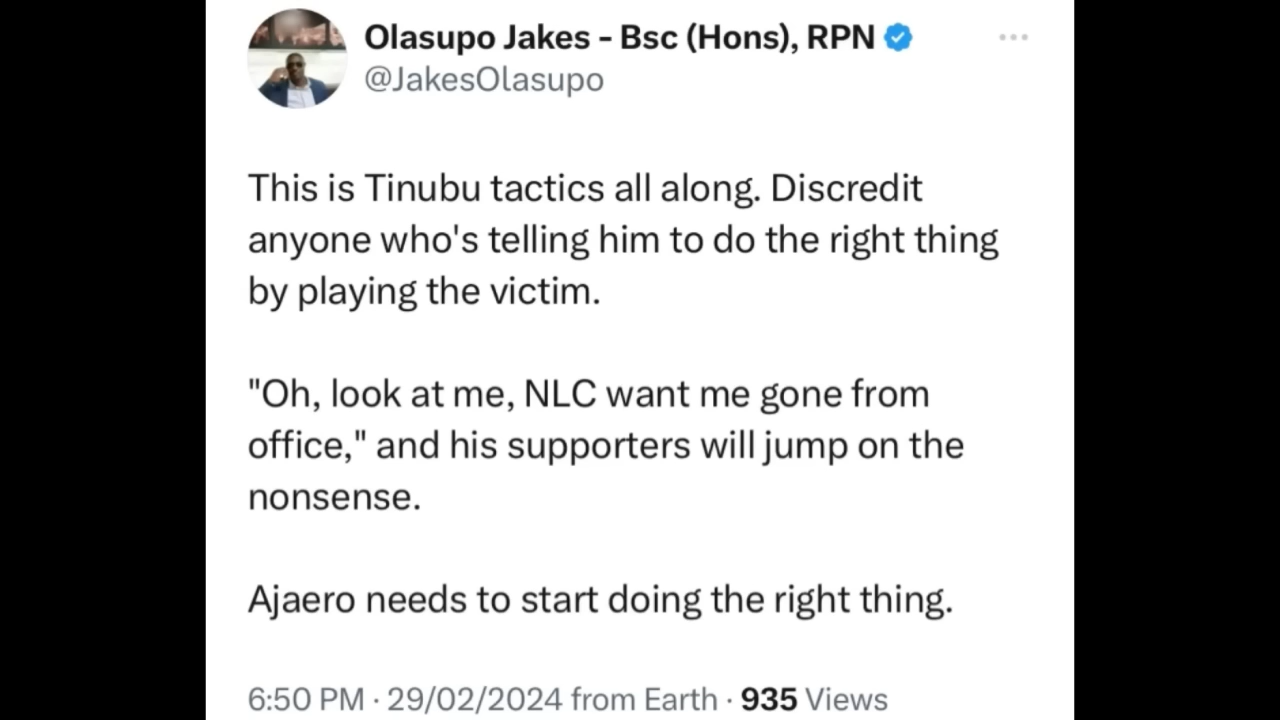 Olasupo Jakes - Bsc (Hons), RPN
@JakesOlasupo
This is Tinubu tactics all along. Discredit
anyone who's telling him to do the right thing
by playing the victim.
"Oh, look at me, NLC want me gone from
office," and his supporters will jump on the
nonsense.
Ajaero needs to start doing the right thing.
6:50 PM · 29/02/2024 from Earth · 935 Views